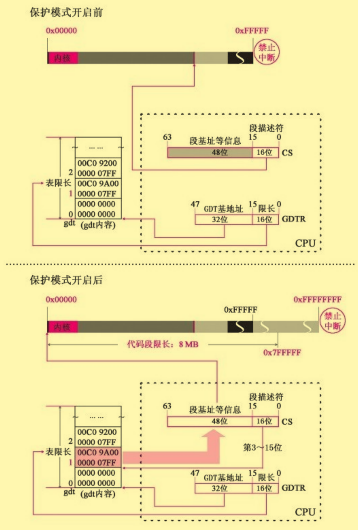 保护模式开启前
0x00000 0xFFFFF
内核
禁止
中断
段描述符
63 15 0
段基址等信息
48位 16位 CS
…… ……
00C0 9200
2 0000 07FF
表限长 00C0 9A00
1 0000 07FF
0000 0000
0 0000 0000
gdt (gdt内容)
47 15 0
GDT基地址 限长
32位 16位 GDTR
CPU
保护模式开启后
0x00000 0xFFFFFFFF
0xFFFFF
内核
禁止
中断
代码段限长：8 MB
0x7FFFFF
段描述符
63 15 0
段基址等信息
48位 16位 CS
第3～15位
…… ……
00C0 9200
2 0000 07FF
表限长 00C0 9A00
1 0000 07FF
0000 0000
0 0000 0000
gdt (gdt内容)
47 15 0
GDT基地址 限长
32位 16位 GDTR
CPU